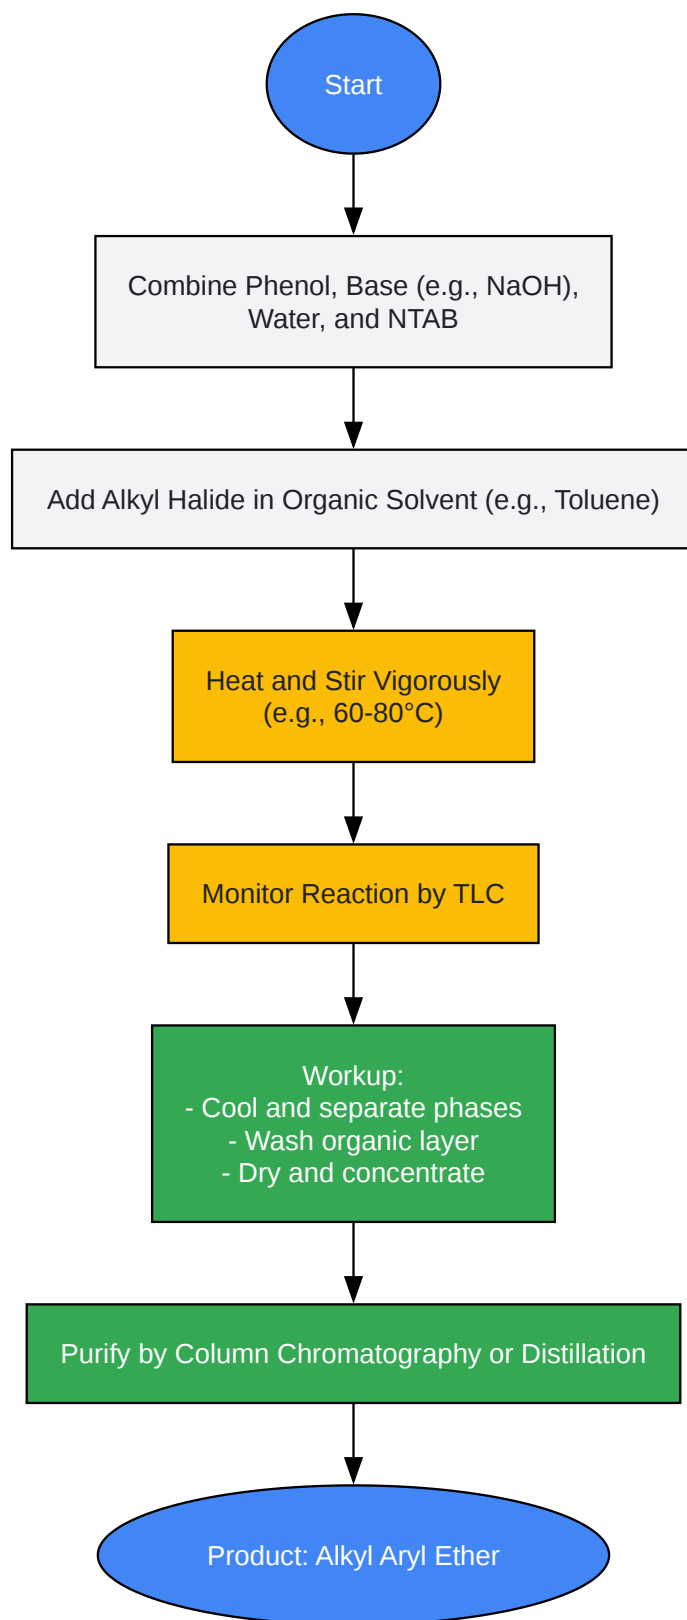 Start
Combine Phenol, Base (e.g., NaOH),
Water, and NTAB
Add Alkyl Halide in Organic Solvent (e.g., Toluene)
Heat and Stir Vigorously
(e.g., 60-80°C)
Monitor Reaction by TLC
Workup:
- Cool and separate phases
- Wash organic layer
- Dry and concentrate
Purify by Column Chromatography or Distillation
Product: Alkyl Aryl Ether